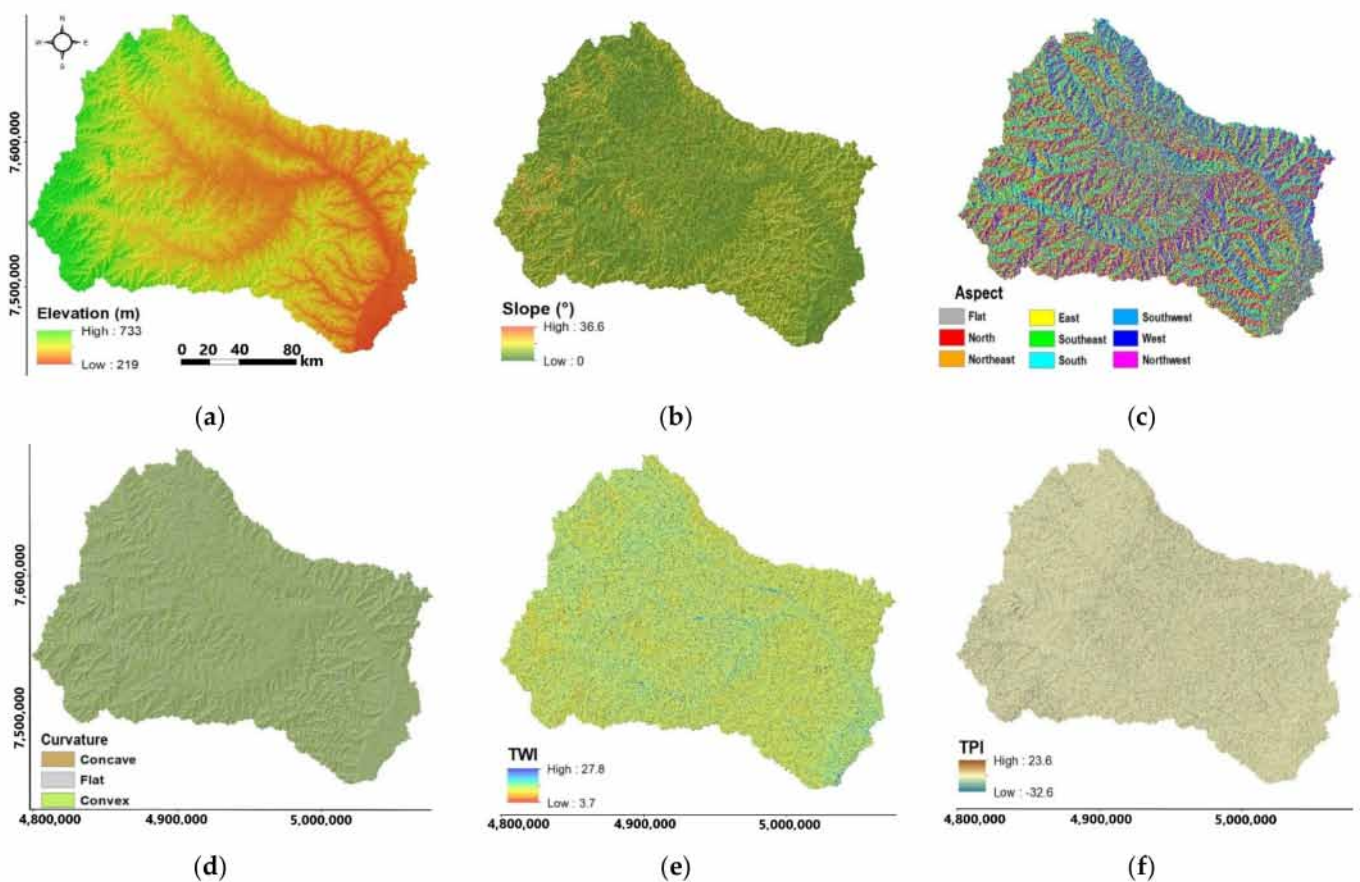 N
W E
S
7,600,000
7,500,000
Elevation (m)
High : 733
Low : 219
0 20 40 80
km
Slope (°)
High : 36.6
Low : 0
Aspect
Flat East Southwest
North Southeast West
Northeast South Northwest
(a) (b) (c)
7,600,000
7,500,000
Curvature
Concave
Flat
Convex
TWI
High : 27.8
Low : 3.7
TPI
High : 23.6
Low : -32.6
4,800,000 4,900,000 5,000,000 4,800,000 4,900,000 5,000,000 4,800,000 4,900,000 5,000,000
(d) (e) (f)